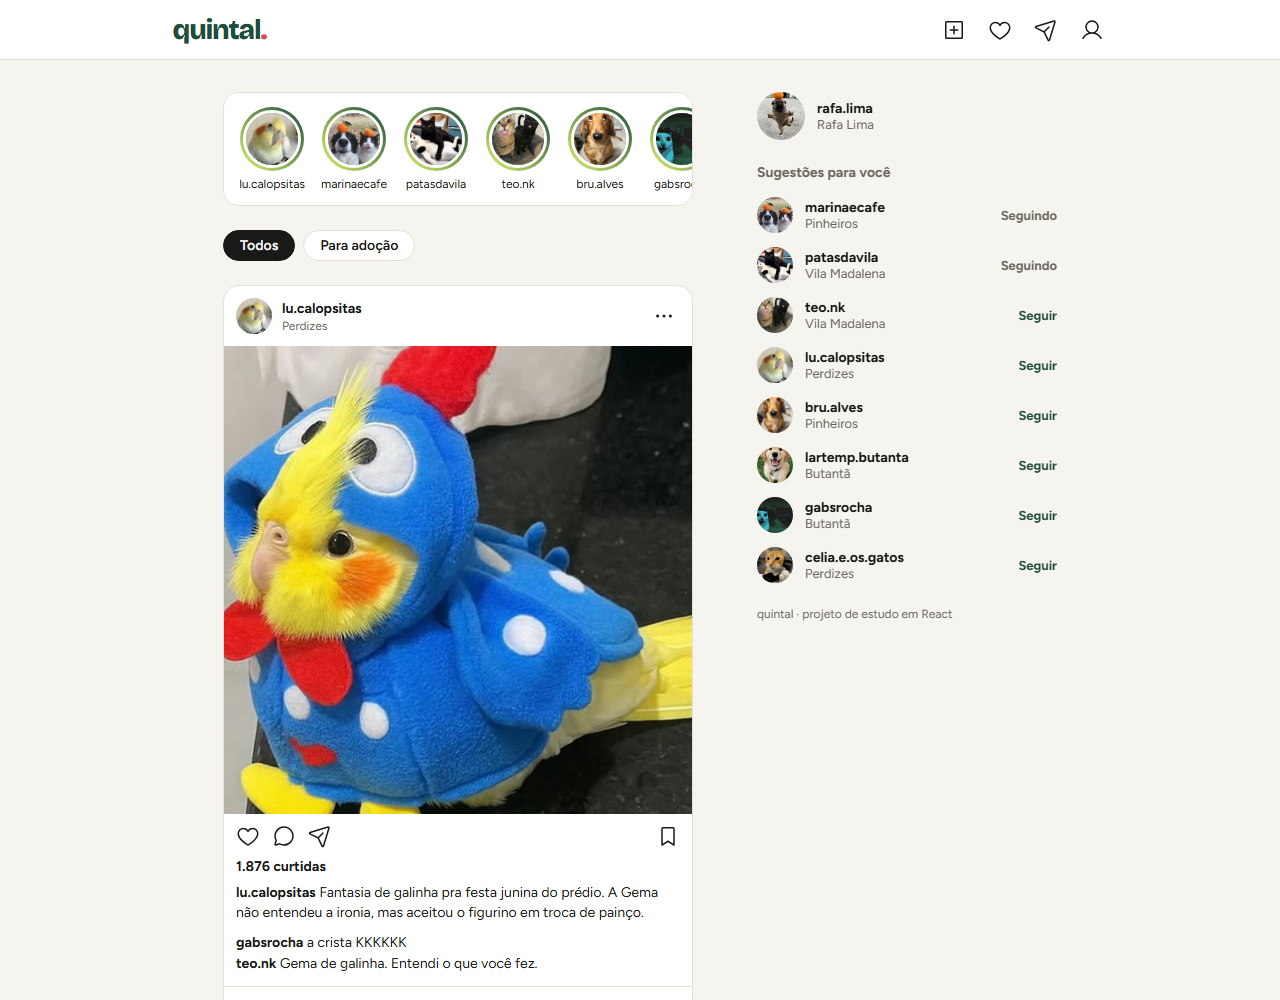 quintal.
lu.calopsitas
marinaecafe
patasdavila
teo.nk
bru.alves
gabsroc
Todos
Para adoção
lu.calopsitas
Perdizes
1.876 curtidas
lu.calopsitas Fantasia de galinha pra festa junina do prédio. A Gema
não entendeu a ironia, mas aceitou o figurino em troca de painço.
gabsrocha a crista KKKKKK
teo.nk Gema de galinha. Entendi o que você fez.
rafa.lima
Rafa Lima
Sugestões para você
marinaecafe
Pinheiros
Seguindo
patasdavila
Vila Madalena
Seguindo
teo.nk
Vila Madalena
Seguir
lu.calopsitas
Perdizes
Seguir
bru.alves
Pinheiros
Seguir
lartemp.butanta
Butantã
Seguir
gabsrocha
Butantã
Seguir
celia.e.os.gatos
Perdizes
Seguir
quintal · projeto de estudo em React